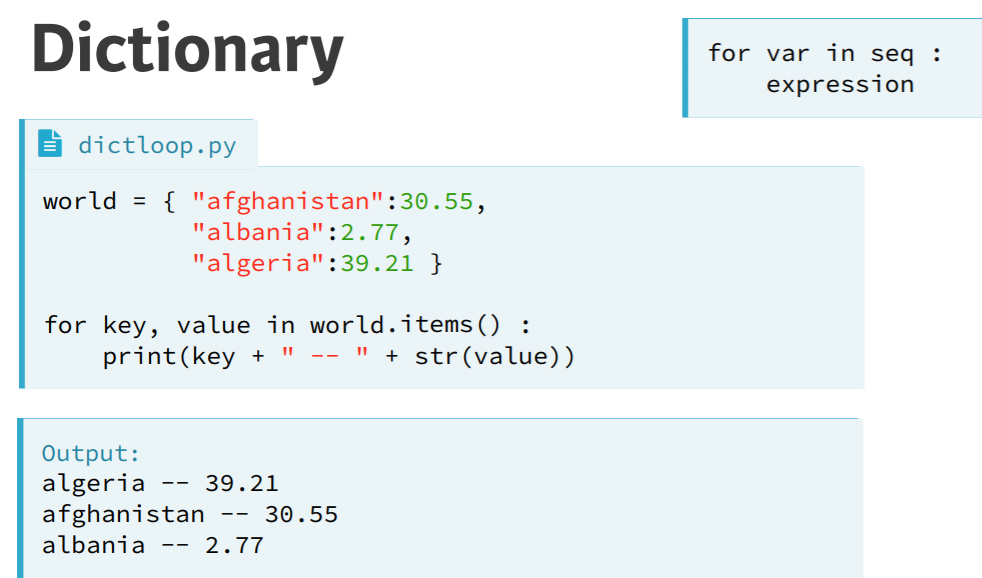 Dictionary
for var in seq :
    expression
dictloop.py
world = { "afghanistan":30.55,
          "albania":2.77,
          "algeria":39.21 }
for key, value in world.items() :
    print(key + " -- " + str(value))
Output:
algeria -- 39.21
afghanistan -- 30.55
albania -- 2.77